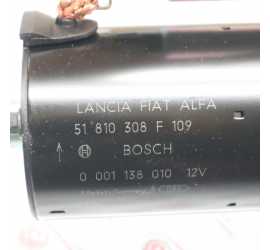 LANCIA FIAT ALFA
51 810 308 F 109
BOSCH
0 001 138 010 12V